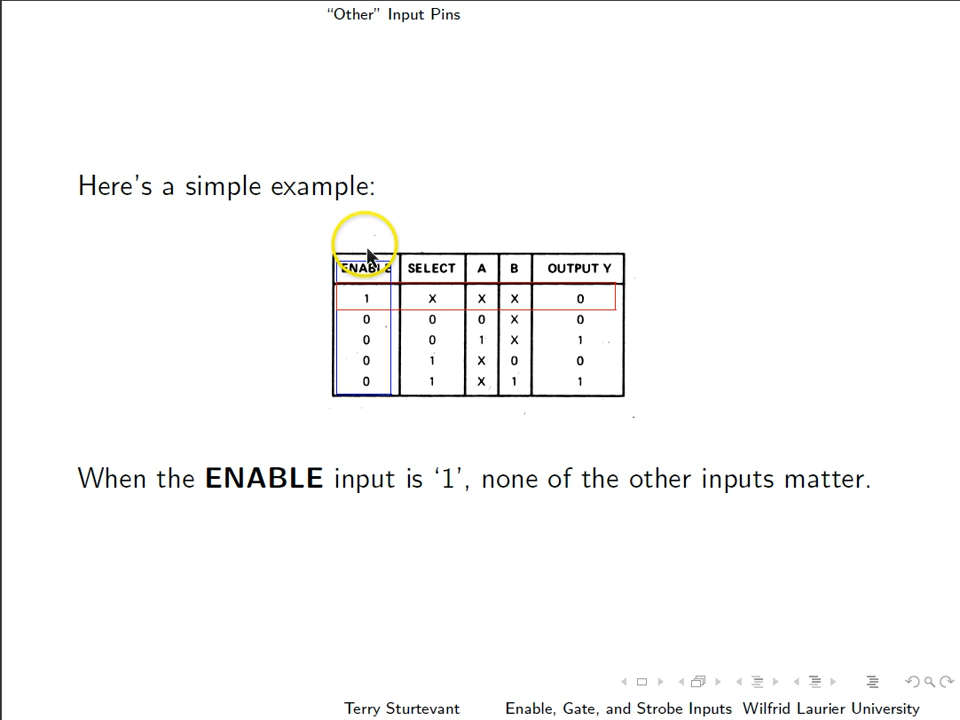 “Other” Input Pins
Here's a simple example:
ENABLE SELECT A B OUTPUT Y
1 X X X 0
0 0 0 X 0
0 0 1 X 1
0 1 X 0 0
0 1 X 1 1
When the ENABLE input is ‘1’, none of the other inputs matter.
Terry Sturtevant Enable, Gate, and Strobe Inputs Wilfrid Laurier University